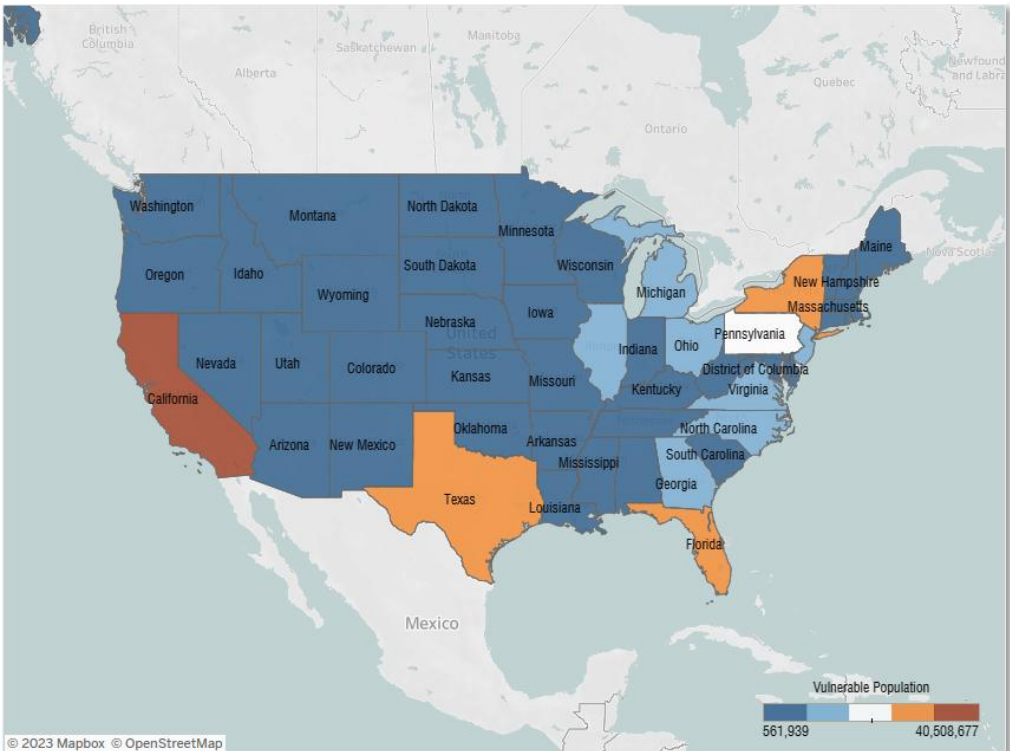 British
Columbia
Manitoba
Saskatchewan
Alberta
Newfound
and Labra
Quebec
Ontario
Washington
Montana
North Dakota
Minnesota
Maine
Nova Scotia
Oregon
Idaho
South Dakota
Wisconsin
New Hampshire
Wyoming
Michigan
Massachusetts
Nebraska
Iowa
United
States
Pennsylvania
Nevada
Utah
Colorado
Kansas
Missouri
Indiana
Ohio
District of Columbia
Kentucky
Virginia
California
Arizona
New Mexico
Oklahoma
Arkansas
North Carolina
South Carolina
Mississippi
Georgia
Texas
Louisiana
Florida
Mexico
Vulnerable Population
561,939
40,508,677
© 2023 Mapbox © OpenStreetMap